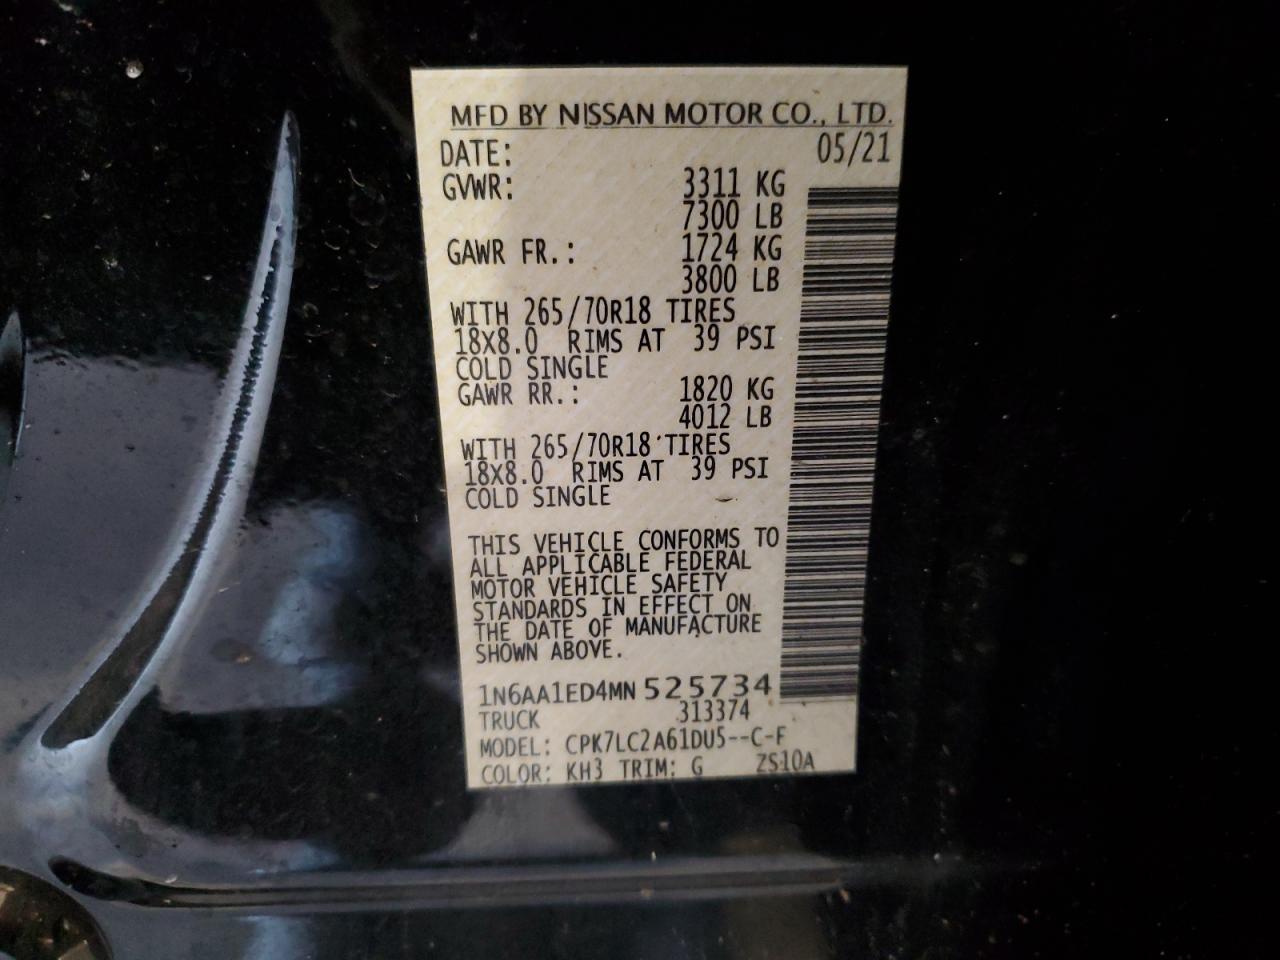 MFD BY NISSAN MOTOR CO., LTD.
DATE: 05/21
GVWR: 3311 KG
7300 LB
GAWR FR.: 1724 KG
3800 LB
WITH 265/70R18 TIRES
18X8.0 RIMS AT 39 PSI
COLD SINGLE
GAWR RR.: 1820 KG
4012 LB
WITH 265/70R18 TIRES
18X8.0 RIMS AT 39 PSI
COLD SINGLE
THIS VEHICLE CONFORMS TO
ALL APPLICABLE FEDERAL
MOTOR VEHICLE SAFETY
STANDARDS IN EFFECT ON
THE DATE OF MANUFACTURE
SHOWN ABOVE.
1N6AA1ED4MN525734
TRUCK 313374
MODEL: CPK7LC2A61DU5--C-F
COLOR: KH3 TRIM: G ZS10A